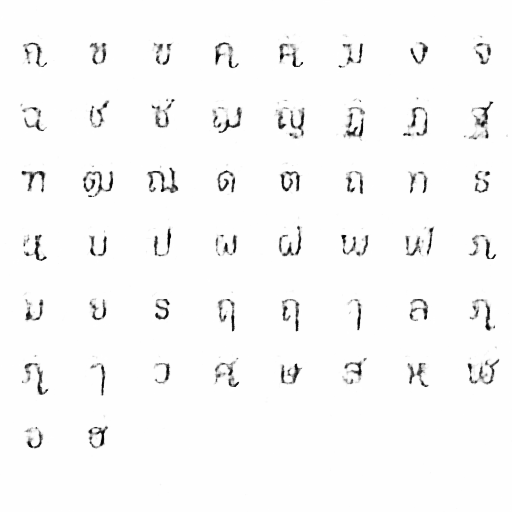 ก ข ฃ ค ฅ ฆ ง จ
ฉ ช ซ ฌ ญ ฎ ฏ ฐ
ฑ ฒ ณ ด ต ถ ท ธ
น บ ป ผ ฝ พ ฟ ภ
ม ย ร ฤ ฤ ๅ ล ฦ
ฦ ๅ ว ศ ษ ส ห ฬ
อ ฮ